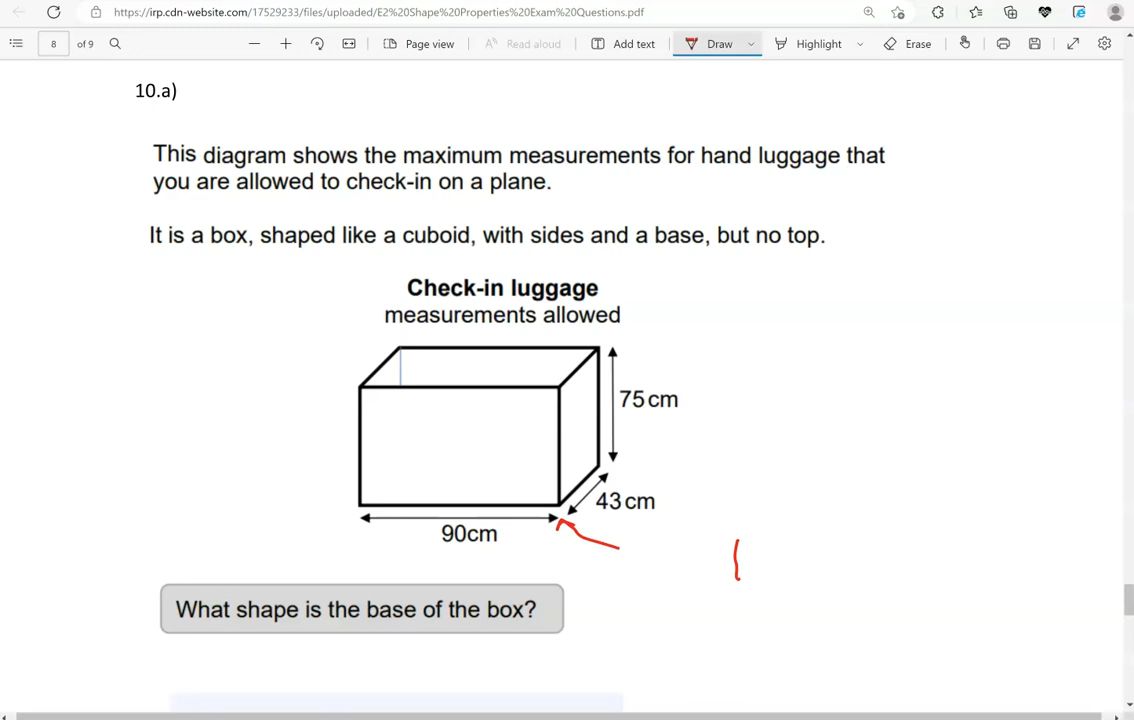 https://irp.cdn-website.com/17529233/files/uploaded/E2%20Shape%20Properties%20Exam%20Questions.pdf
8 of 9
Page view
Read aloud
Add text
Draw
Highlight
Erase
10.a)
This diagram shows the maximum measurements for hand luggage that
you are allowed to check-in on a plane.
It is a box, shaped like a cuboid, with sides and a base, but no top.
Check-in luggage
measurements allowed
75 cm
43 cm
90cm
What shape is the base of the box?